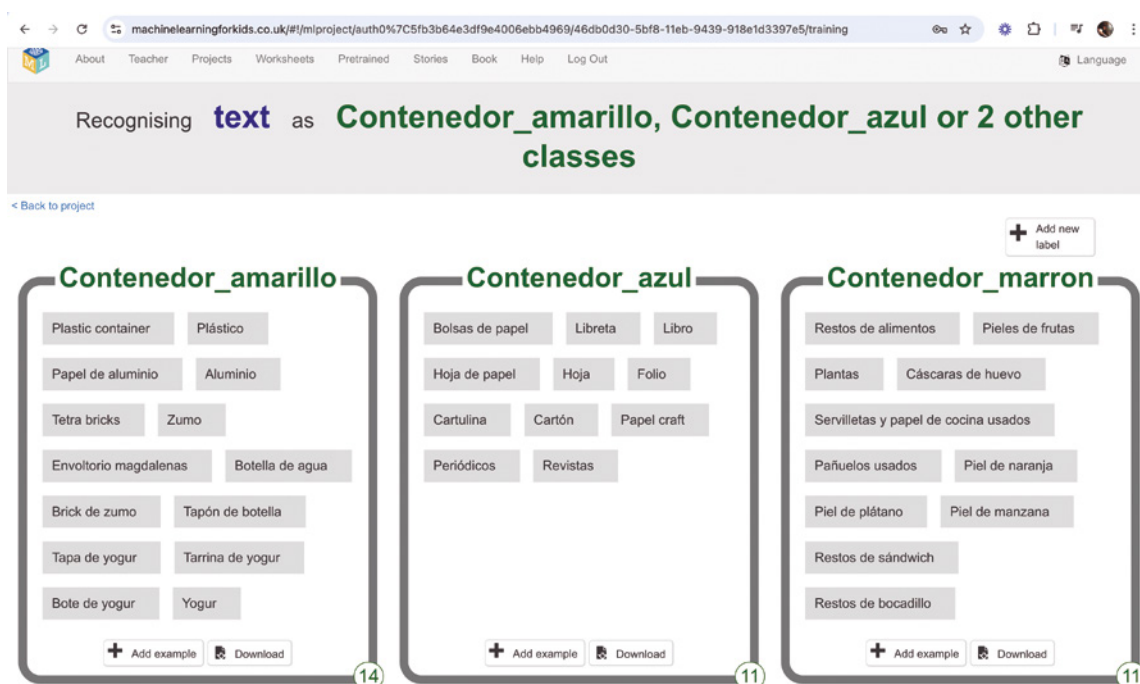 machinelearningforkids.co.uk/#!/mlproject/auth0%7C5fb3b64e3df9e4006ebb4969/46db0d30-5bf8-11eb-9439-918e1d3397e5/training
About Teacher Projects Worksheets Pretrained Stories Book Help Log Out Language
Recognising text as Contenedor_amarillo, Contenedor_azul or 2 other
classes
< Back to project
Add new
label
Contenedor_amarillo
Plastic container Plástico
Papel de aluminio Aluminio
Tetra bricks Zumo
Envoltorio magdalenas Botella de agua
Brick de zumo Tapón de botella
Tapa de yogur Tarrina de yogur
Bote de yogur Yogur
Add example Download
14
Contenedor_azul
Bolsas de papel Libreta Libro
Hoja de papel Hoja Folio
Cartulina Cartón Papel craft
Periódicos Revistas
Add example Download
11
Contenedor_marron
Restos de alimentos Pieles de frutas
Plantas Cáscaras de huevo
Servilletas y papel de cocina usados
Pañuelos usados Piel de naranja
Piel de plátano Piel de manzana
Restos de sándwich
Restos de bocadillo
Add example Download
11